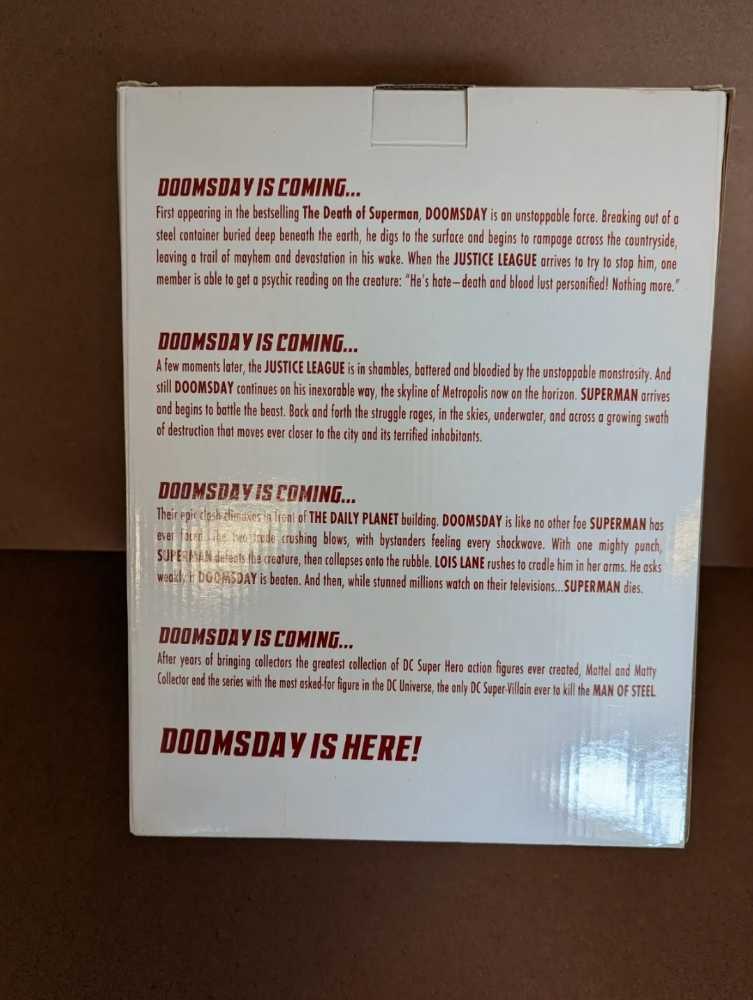 DOOMSDAY IS COMING...
First appearing in the bestselling The Death of Superman, DOOMSDAY is an unstoppable force. Breaking out of a
steel container buried deep beneath the earth, he digs to the surface and begins to rampage across the countryside,
leaving a trail of mayhem and devastation in his wake. When the JUSTICE LEAGUE arrives to try to stop him, one
member is able to get a psychic reading on the creature: "He's hate—death and blood lust personified! Nothing more."
DOOMSDAY IS COMING...
A few moments later, the JUSTICE LEAGUE is in shambles, battered and bloodied by the unstoppable monstrosity. And
still DOOMSDAY continues on his inexorable way, the skyline of Metropolis now on the horizon. SUPERMAN arrives
and begins to battle the beast. Back and forth the struggle rages, in the skies, underwater, and across a growing swath
of destruction that moves ever closer to the city and its terrified inhabitants.
DOOMSDAY IS COMING...
Their epic clash climaxes in front of THE DAILY PLANET building. DOOMSDAY is like no other foe SUPERMAN has
ever faced. The two trade crushing blows, with bystanders feeling every shockwave. With one mighty punch,
SUPERMAN defeats the creature, then collapses onto the rubble. LOIS LANE rushes to cradle him in her arms. He asks
weakly if DOOMSDAY is beaten. And then, while stunned millions watch on their televisions...SUPERMAN dies.
DOOMSDAY IS COMING...
After years of bringing collectors the greatest collection of DC Super Hero action figures ever created, Mattel and Matty
Collector end the series with the most asked-for figure in the DC Universe, the only DC Super-Villain ever to kill the MAN OF STEEL.
DOOMSDAY IS HERE!